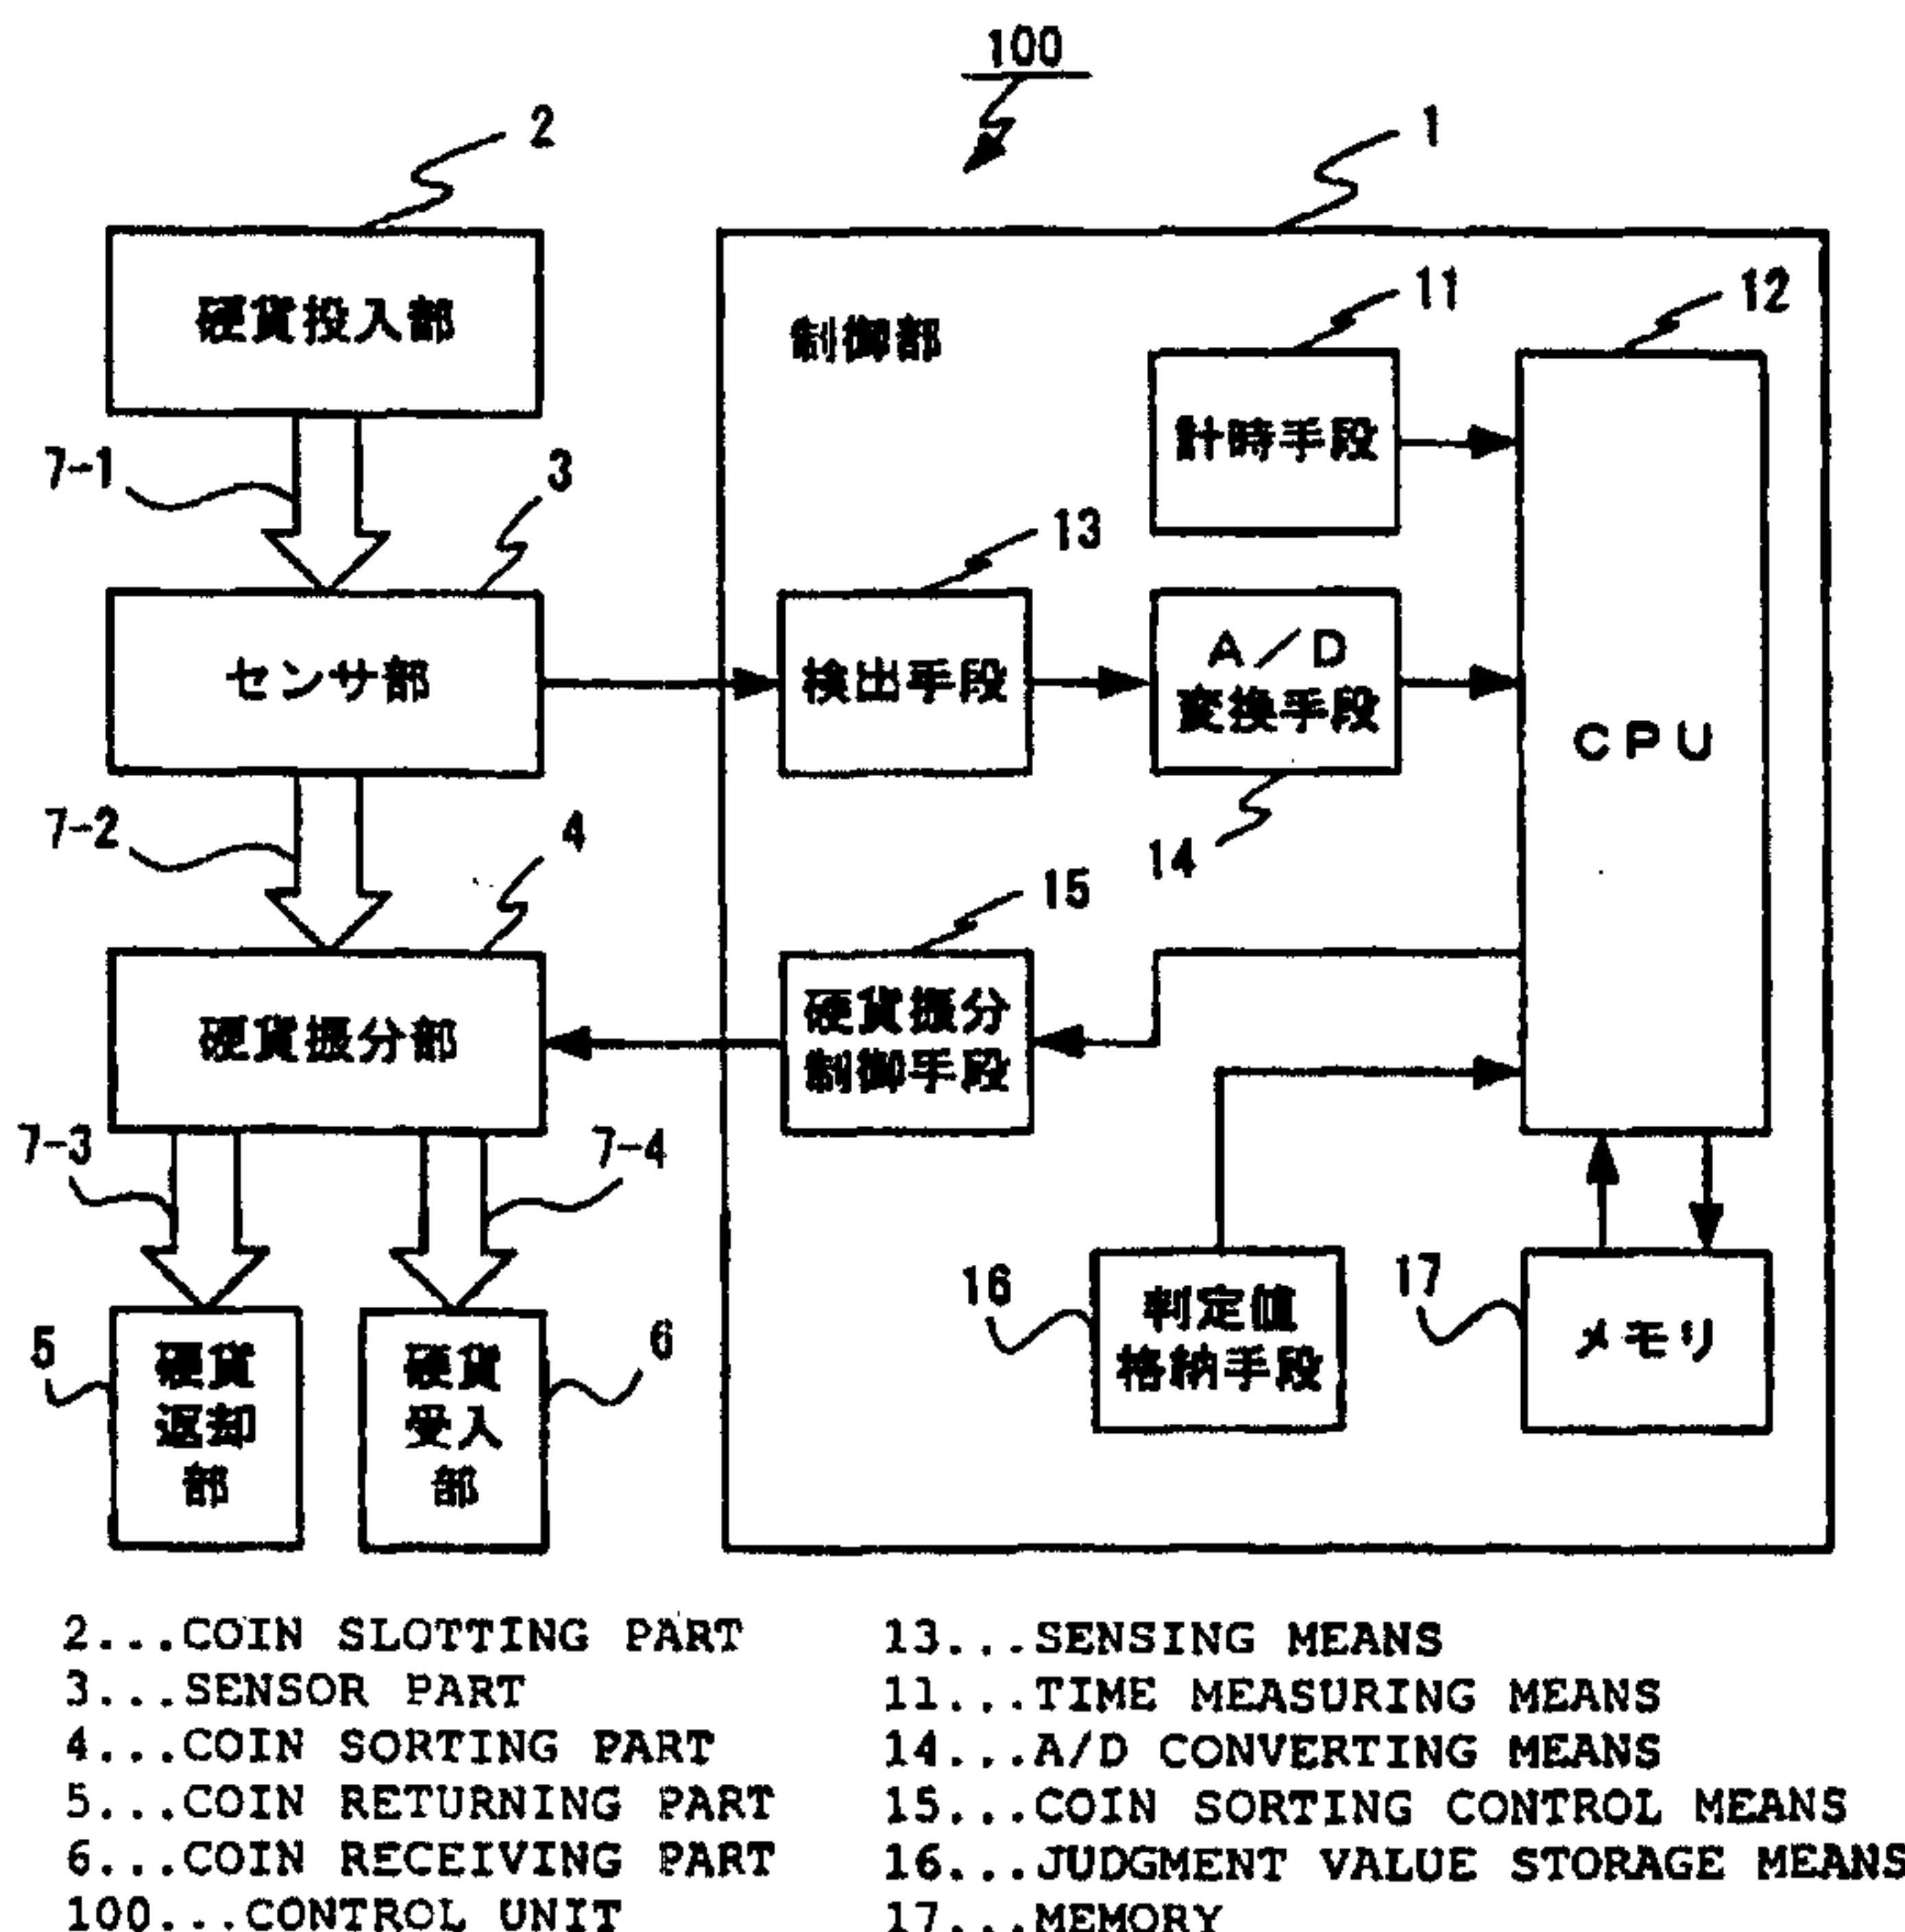 100
2
1
硬貨投入部
制御部
11
12
計時手段
7-1
3
13
センサ部
検出手段
A/D
変換手段
CPU
7-2
4
14
15
硬貨振分部
硬貨振分
制御手段
7-3
7-4
16
17
判定値
格納手段
メモリ
5
硬貨
返却
部
硬貨
受入
部
6
2...COIN SLOTTING PART
3...SENSOR PART
4...COIN SORTING PART
5...COIN RETURNING PART
6...COIN RECEIVING PART
100...CONTROL UNIT
13...SENSING MEANS
11...TIME MEASURING MEANS
14...A/D CONVERTING MEANS
15...COIN SORTING CONTROL MEANS
16...JUDGMENT VALUE STORAGE MEANS
17...MEMORY